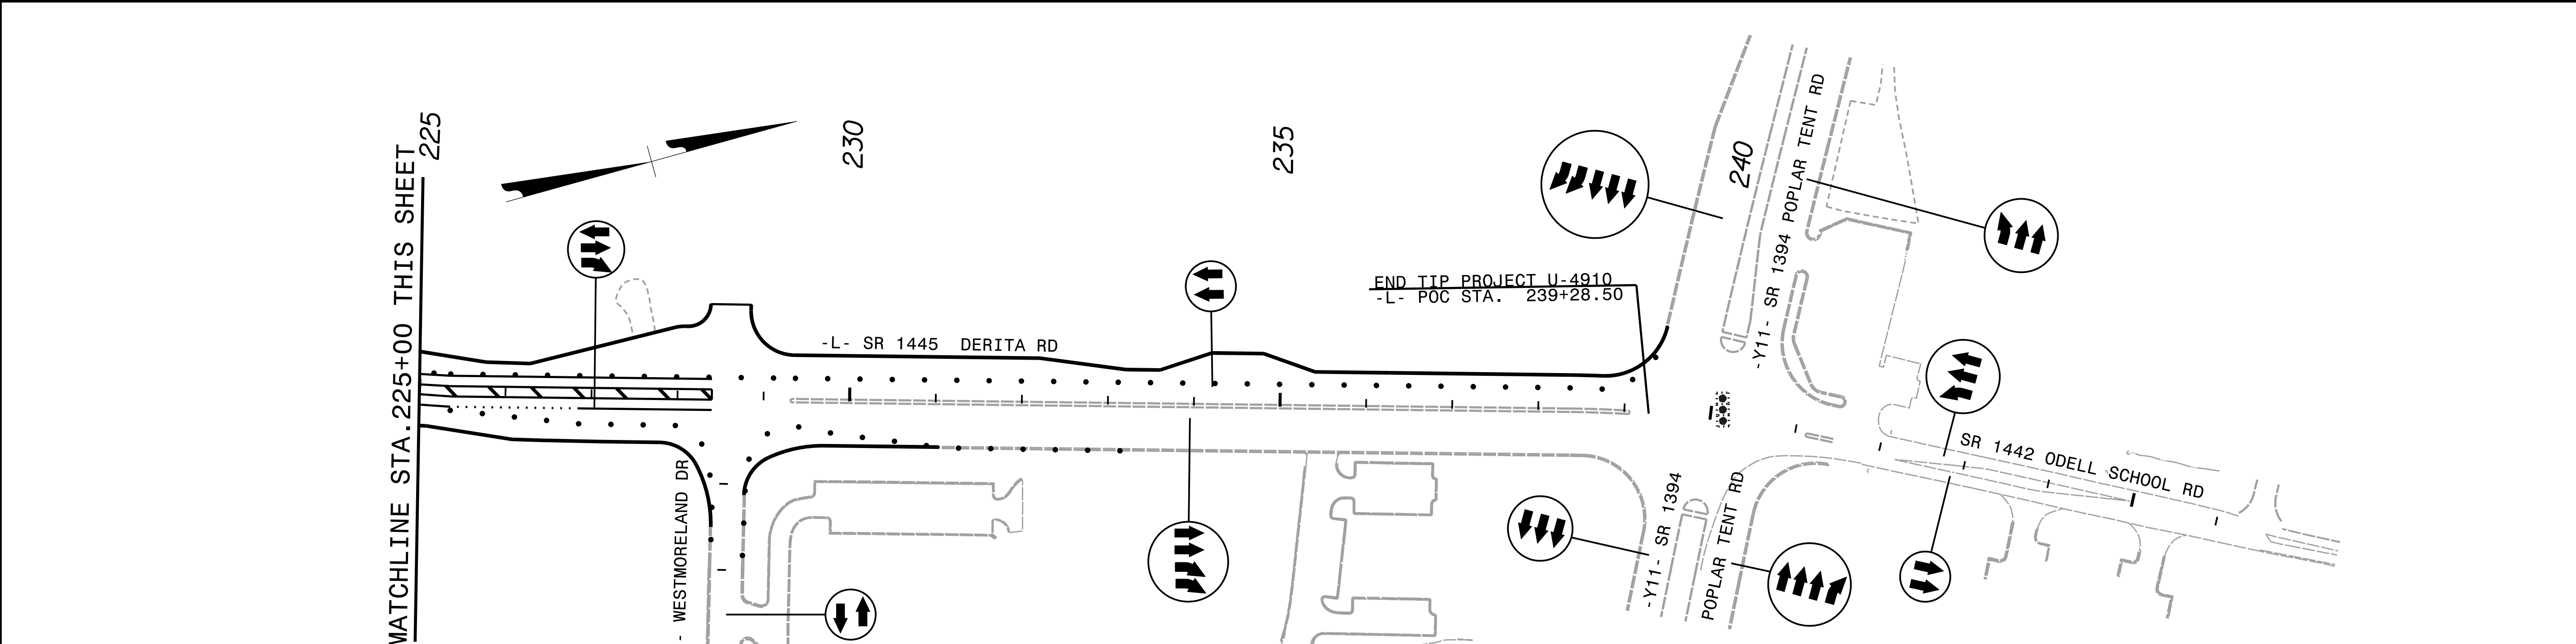 MATCHLINE STA.225+00 THIS SHEET
225
230
235
240
-L- SR 1445 DERITA RD
END TIP PROJECT U-4910
-L- POC STA. 239+28.50
-Y11- SR 1394 POPLAR TENT RD
SR 1442 ODELL SCHOOL RD
- WESTMORELAND DR
-Y11- SR 1394
POPLAR TENT RD